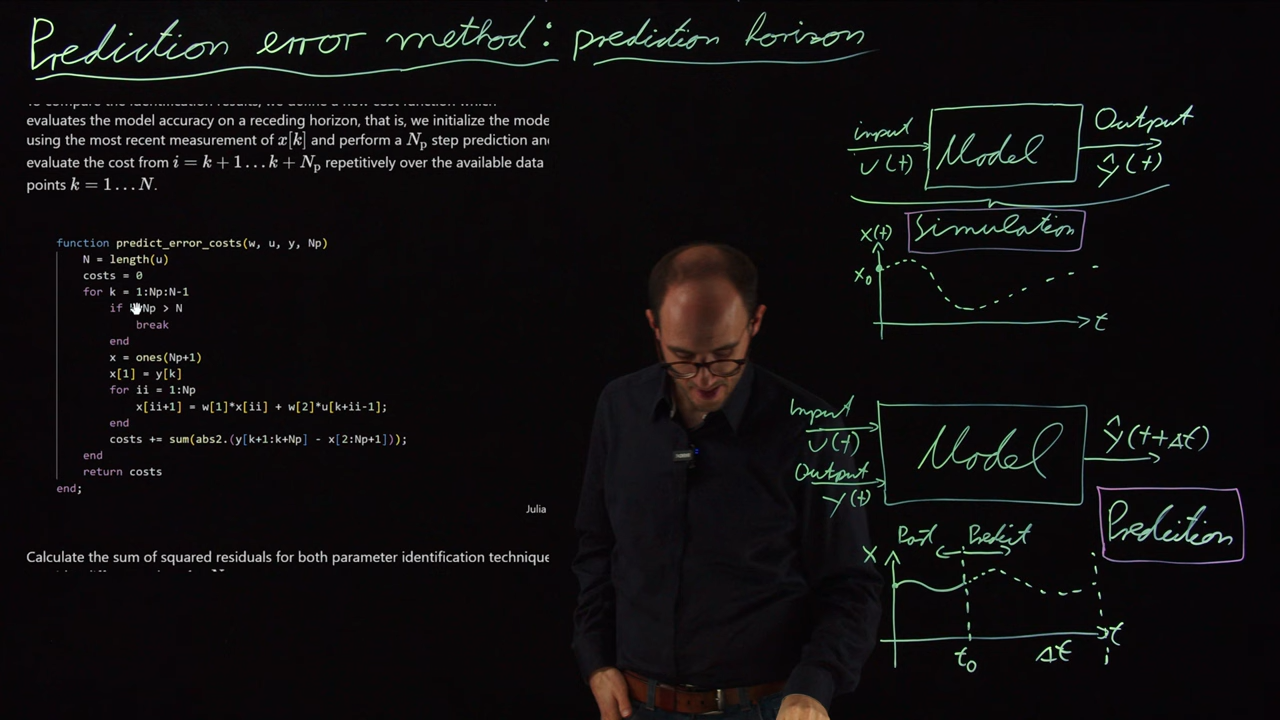 Prediction error method: prediction horizon
evaluates the model accuracy on a receding horizon, that is, we initialize the mode
using the most recent measurement of x[k] and perform a Np step prediction an
evaluate the cost from i = k + 1 … k + Np repetitively over the available data
points k = 1 … N.
function predict_error_costs(w, u, y, Np)
N = length(u)
costs = 0
for k = 1:Np:N-1
if Np > N
break
end
x = ones(Np+1)
x[1] = y[k]
for ii = 1:Np
x[ii+1] = w[1]*x[ii] + w[2]*u[k+ii-1];
end
costs += sum(abs2.(y[k+1:k+Np] - x[2:Np+1]));
end
return costs
end;
Julia
Calculate the sum of squared residuals for both parameter identification technique
input
u(t)
Model
Output
ŷ(t)
Simulation
x(t)
x0
t
Input
u(t)
Output
y(t)
Model
ŷ(t+Δt)
Prediction
Past Predict
x
t
t0
Δt